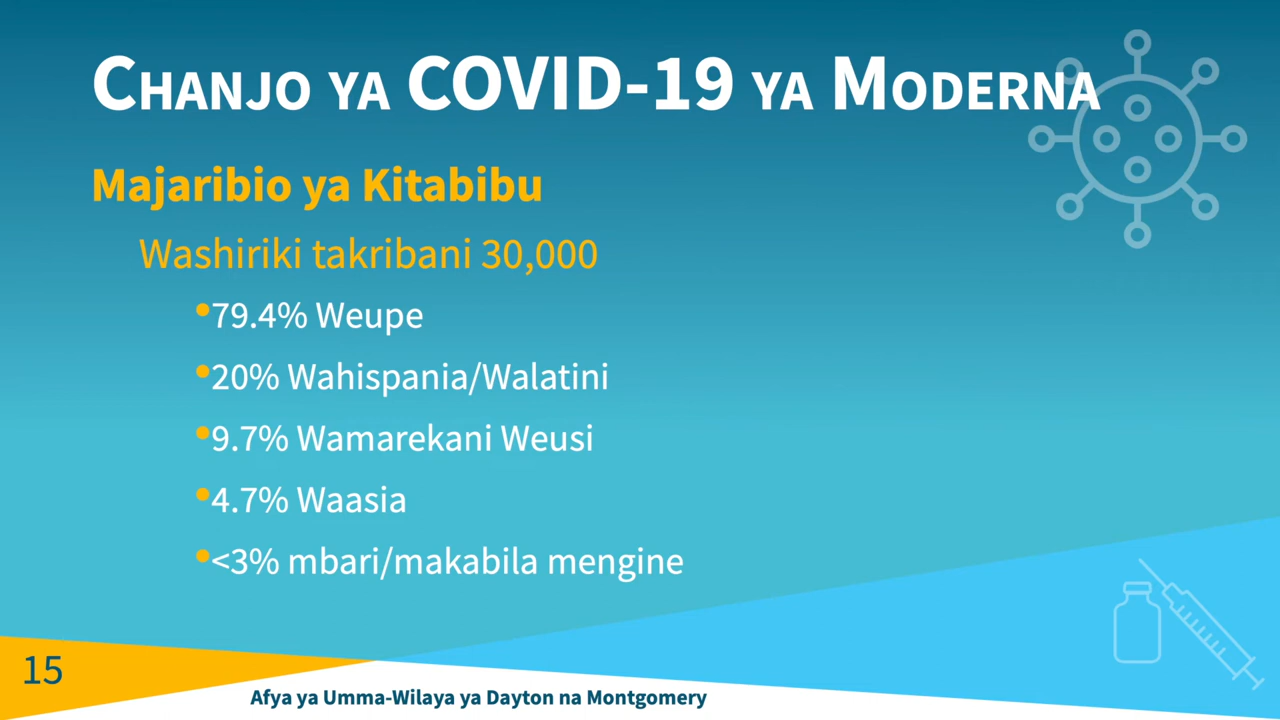 Chanjo ya COVID-19 ya Moderna
Majaribio ya Kitabibu
Washiriki takribani 30,000
•79.4% Weupe
•20% Wahispania/Walatini
•9.7% Wamarekani Weusi
•4.7% Waasia
•<3% mbari/makabila mengine
15
Afya ya Umma-Wilaya ya Dayton na Montgomery